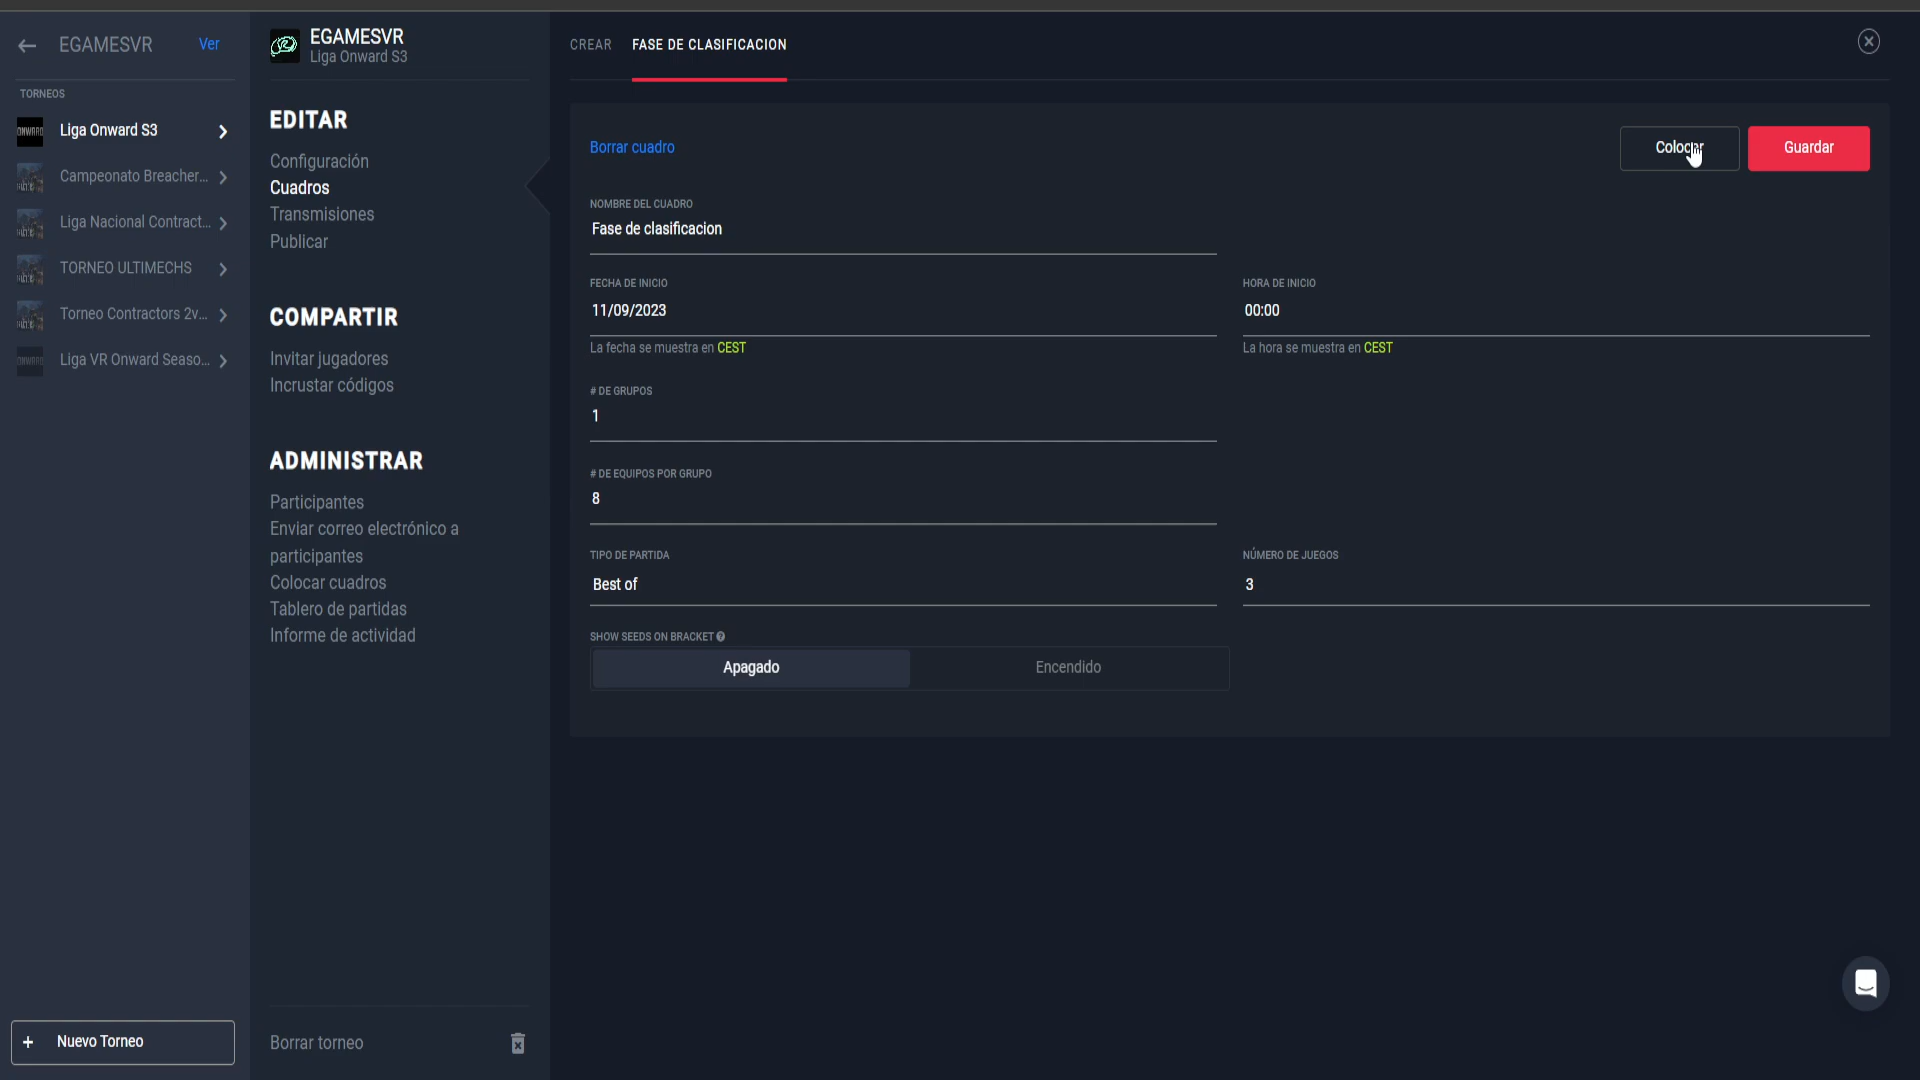 EGAMESVR
Ver
TORNEOS
Liga Onward S3
Campeonato Breacher...
Liga Nacional Contract...
TORNEO ULTIMECHS
Torneo Contractors 2v...
Liga VR Onward Seaso...
+ Nuevo Torneo
EGAMESVR
Liga Onward S3
EDITAR
Configuración
Cuadros
Transmisiones
Publicar
COMPARTIR
Invitar jugadores
Incrustar códigos
ADMINISTRAR
Participantes
Enviar correo electrónico a
participantes
Colocar cuadros
Tablero de partidas
Informe de actividad
Borrar torneo
CREAR
FASE DE CLASIFICACION
Borrar cuadro
Colocar
Guardar
NOMBRE DEL CUADRO
Fase de clasificacion
FECHA DE INICIO
11/09/2023
La fecha se muestra en CEST
HORA DE INICIO
00:00
La hora se muestra en CEST
# DE GRUPOS
1
# DE EQUIPOS POR GRUPO
8
TIPO DE PARTIDA
Best of
NÚMERO DE JUEGOS
3
SHOW SEEDS ON BRACKET
Apagado
Encendido